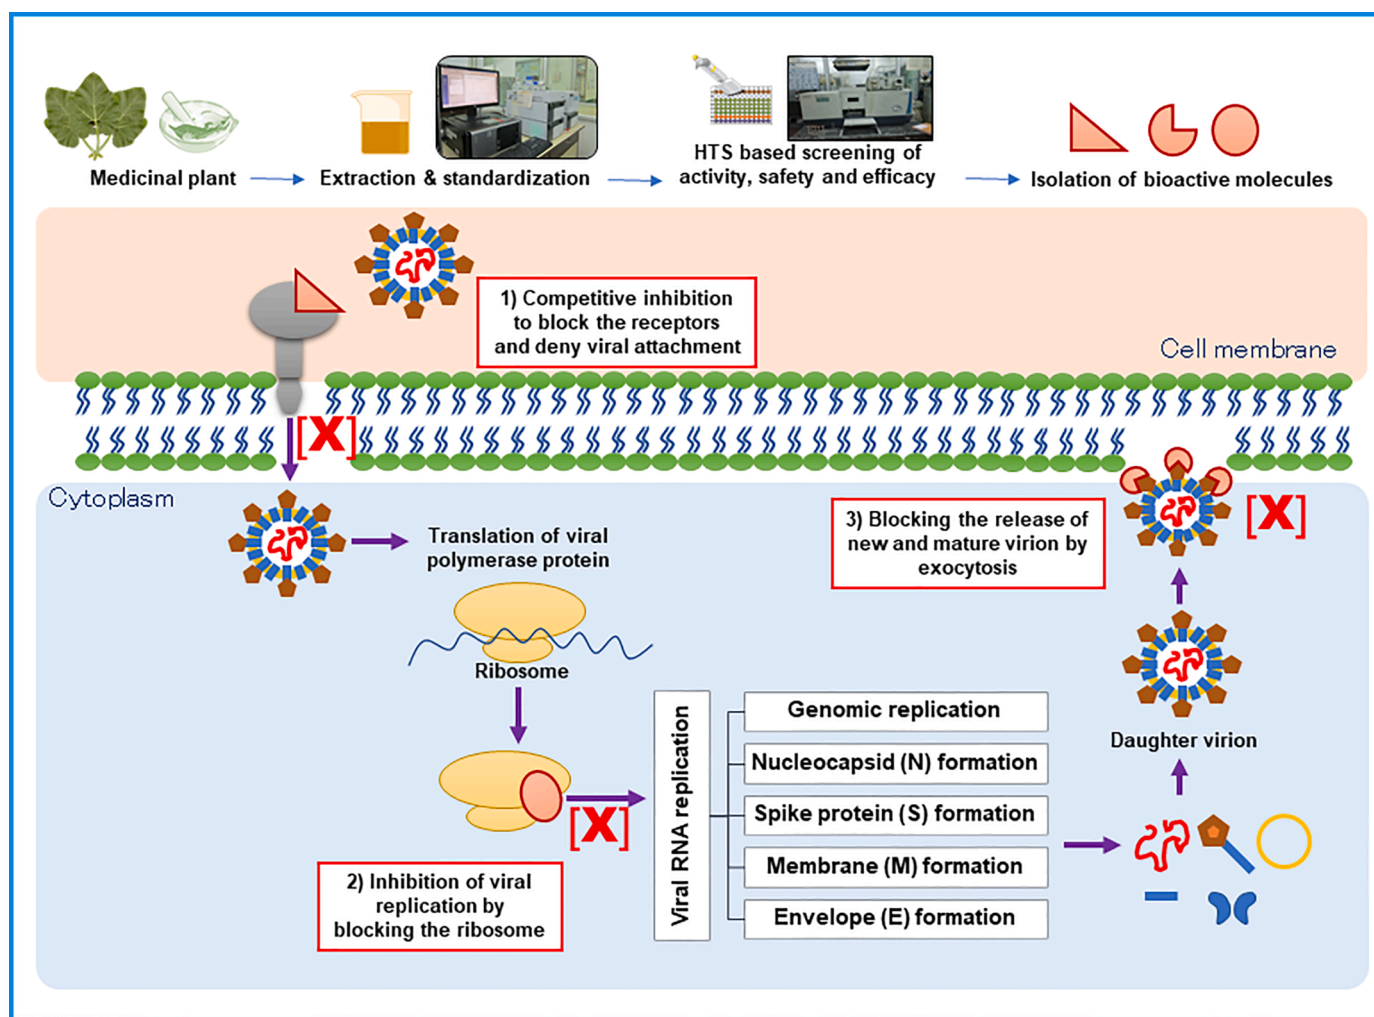 Medicinal plant
Extraction & standardization
HTS based screening of
activity, safety and efficacy
Isolation of bioactive molecules
1) Competitive inhibition
to block the receptors
and deny viral attachment
Cell membrane
[X]
Cytoplasm
Translation of viral
polymerase protein
Ribosome
[X]
2) Inhibition of viral
replication by
blocking the ribosome
Viral RNA replication
Genomic replication
Nucleocapsid (N) formation
Spike protein (S) formation
Membrane (M) formation
Envelope (E) formation
Daughter virion
3) Blocking the release of
new and mature virion by
exocytosis
[X]